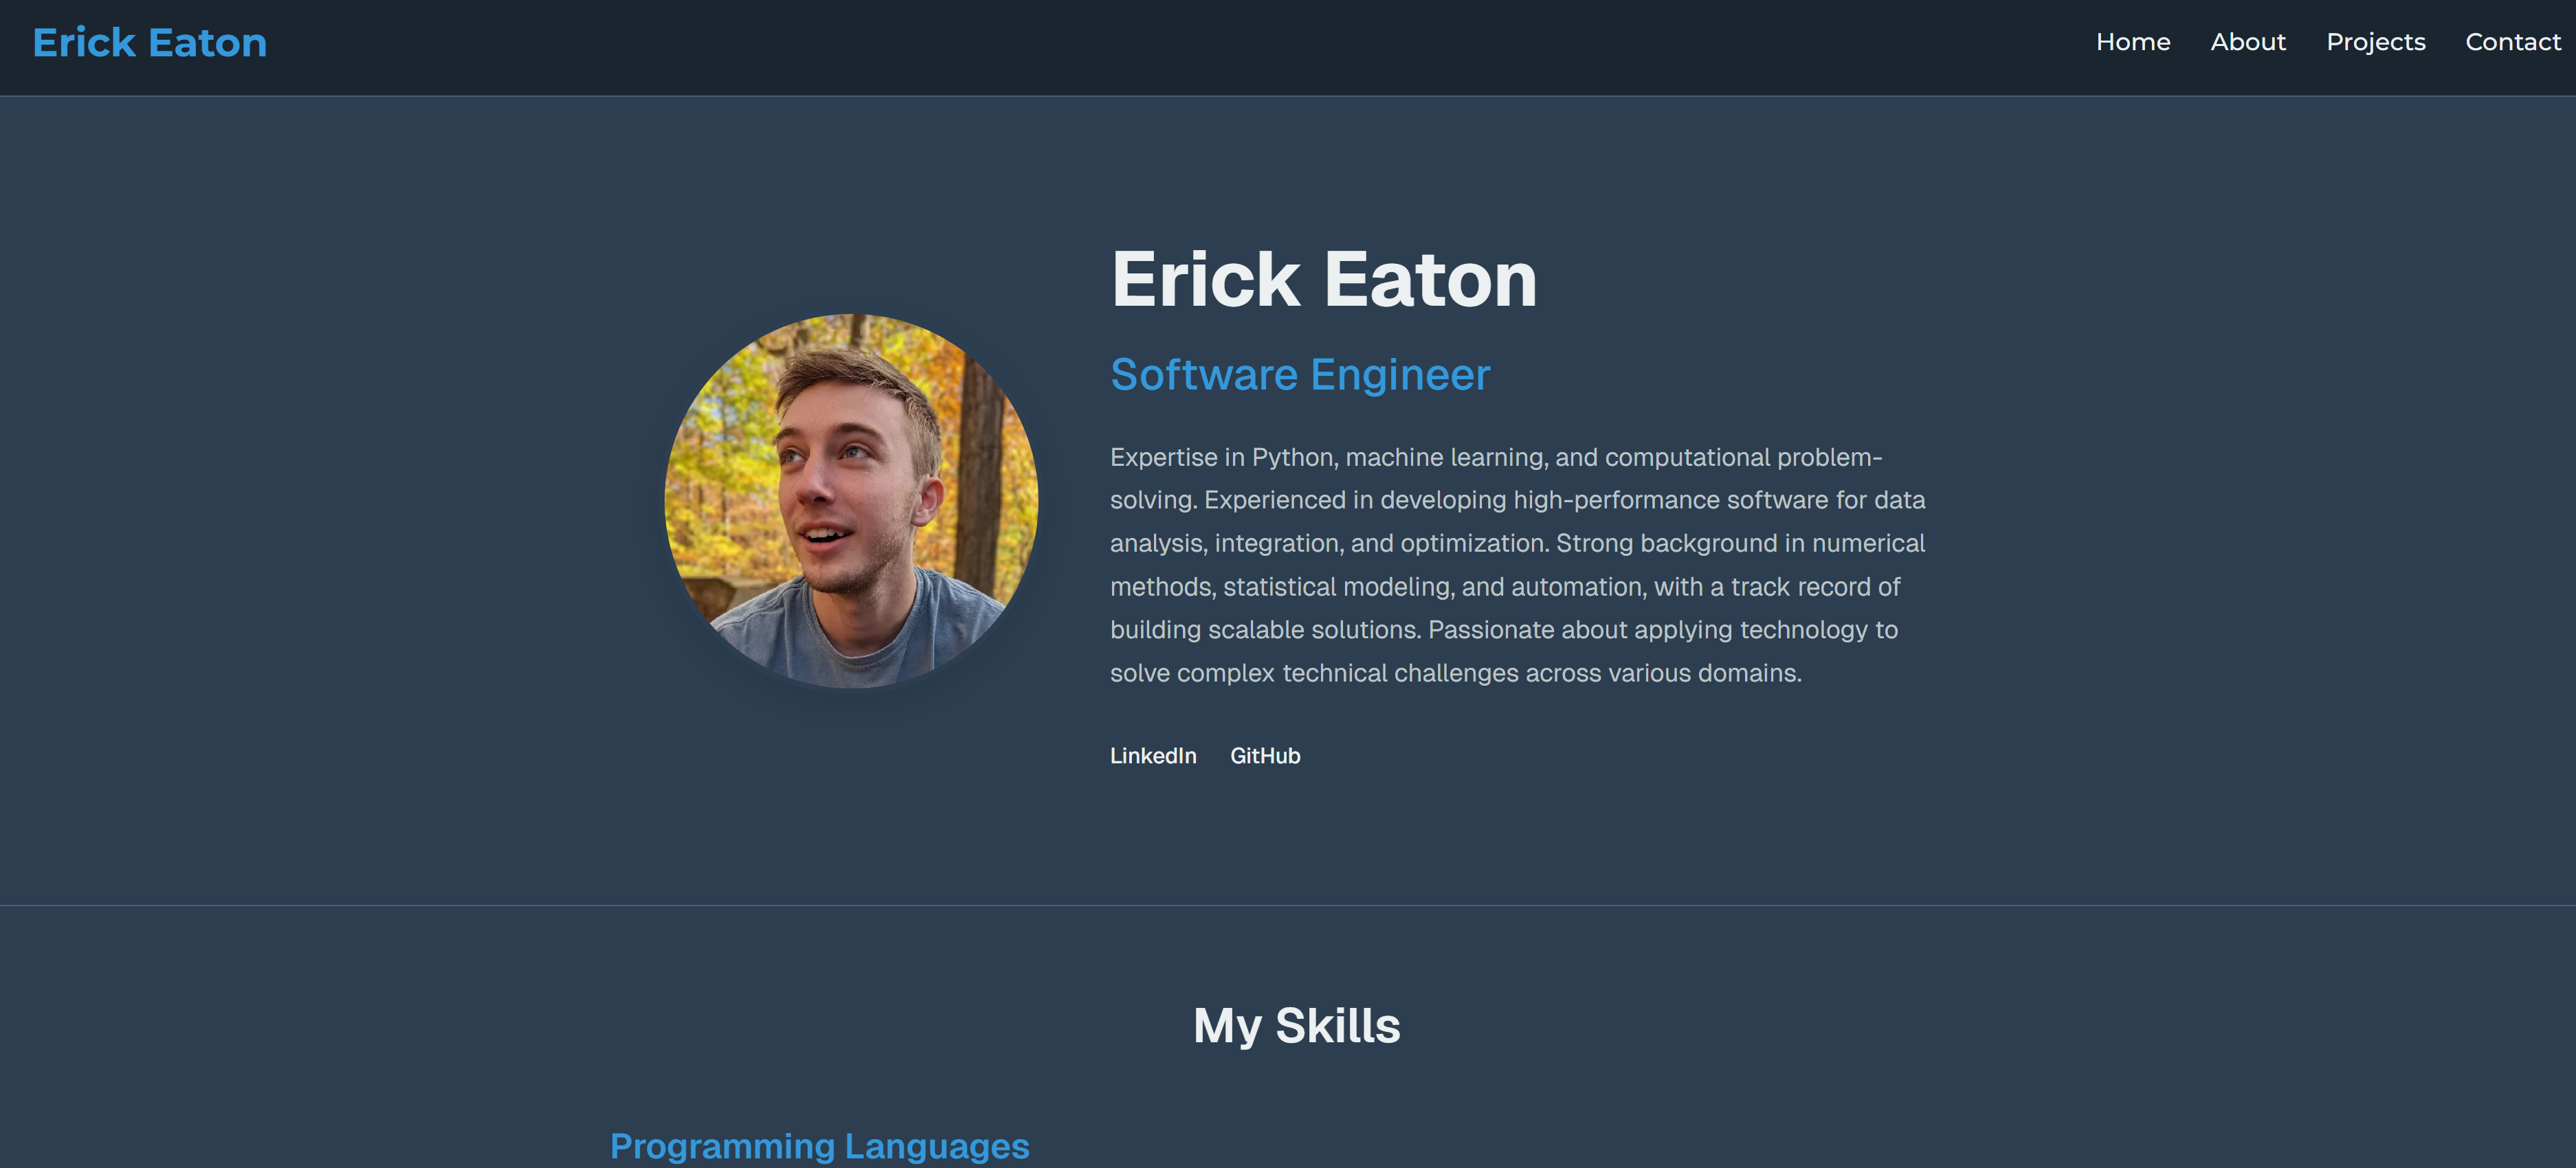 Erick Eaton
Home About Projects Contact
Erick Eaton
Software Engineer
Expertise in Python, machine learning, and computational problem-
solving. Experienced in developing high-performance software for data
analysis, integration, and optimization. Strong background in numerical
methods, statistical modeling, and automation, with a track record of
building scalable solutions. Passionate about applying technology to
solve complex technical challenges across various domains.
LinkedIn GitHub
My Skills
Programming Languages